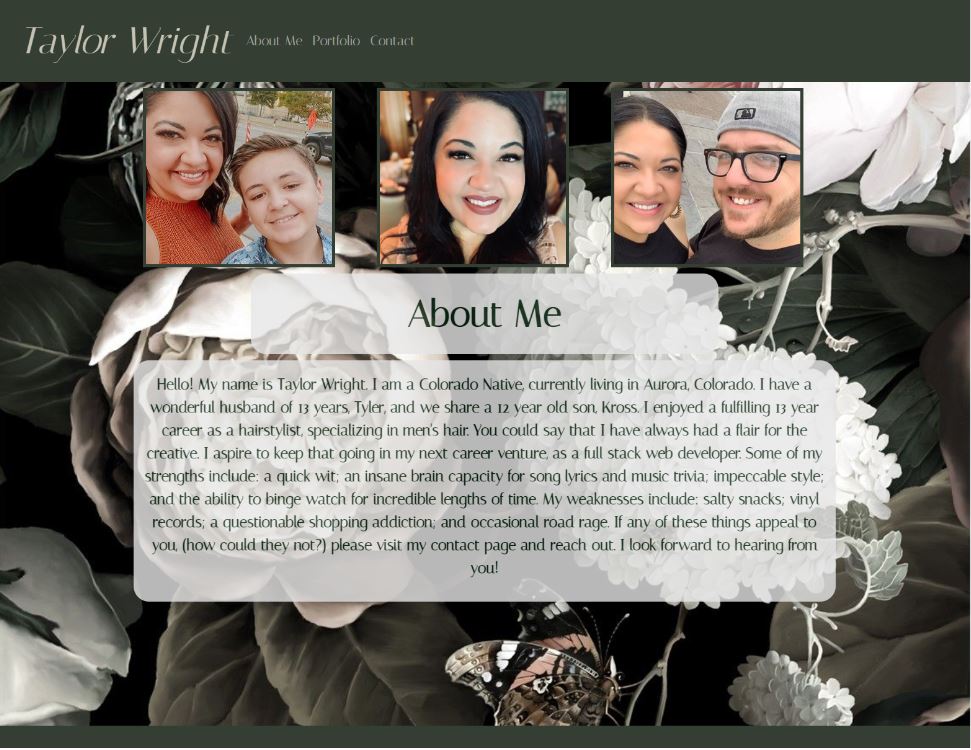 Taylor Wright
About Me Portfolio Contact
About Me
Hello! My name is Taylor Wright. I am a Colorado Native, currently living in Aurora, Colorado. I have a
wonderful husband of 13 years, Tyler, and we share a 12 year old son, Kross. I enjoyed a fulfilling 13 year
career as a hairstylist, specializing in men's hair. You could say that I have always had a flair for the
creative. I aspire to keep that going in my next career venture, as a full stack web developer. Some of my
strengths include: a quick wit; an insane brain capacity for song lyrics and music trivia; impeccable style;
and the ability to binge watch for incredible lengths of time. My weaknesses include: salty snacks; vinyl
records; a questionable shopping addiction; and occasional road rage. If any of these things appeal to
you, (how could they not?) please visit my contact page and reach out. I look forward to hearing from
you!